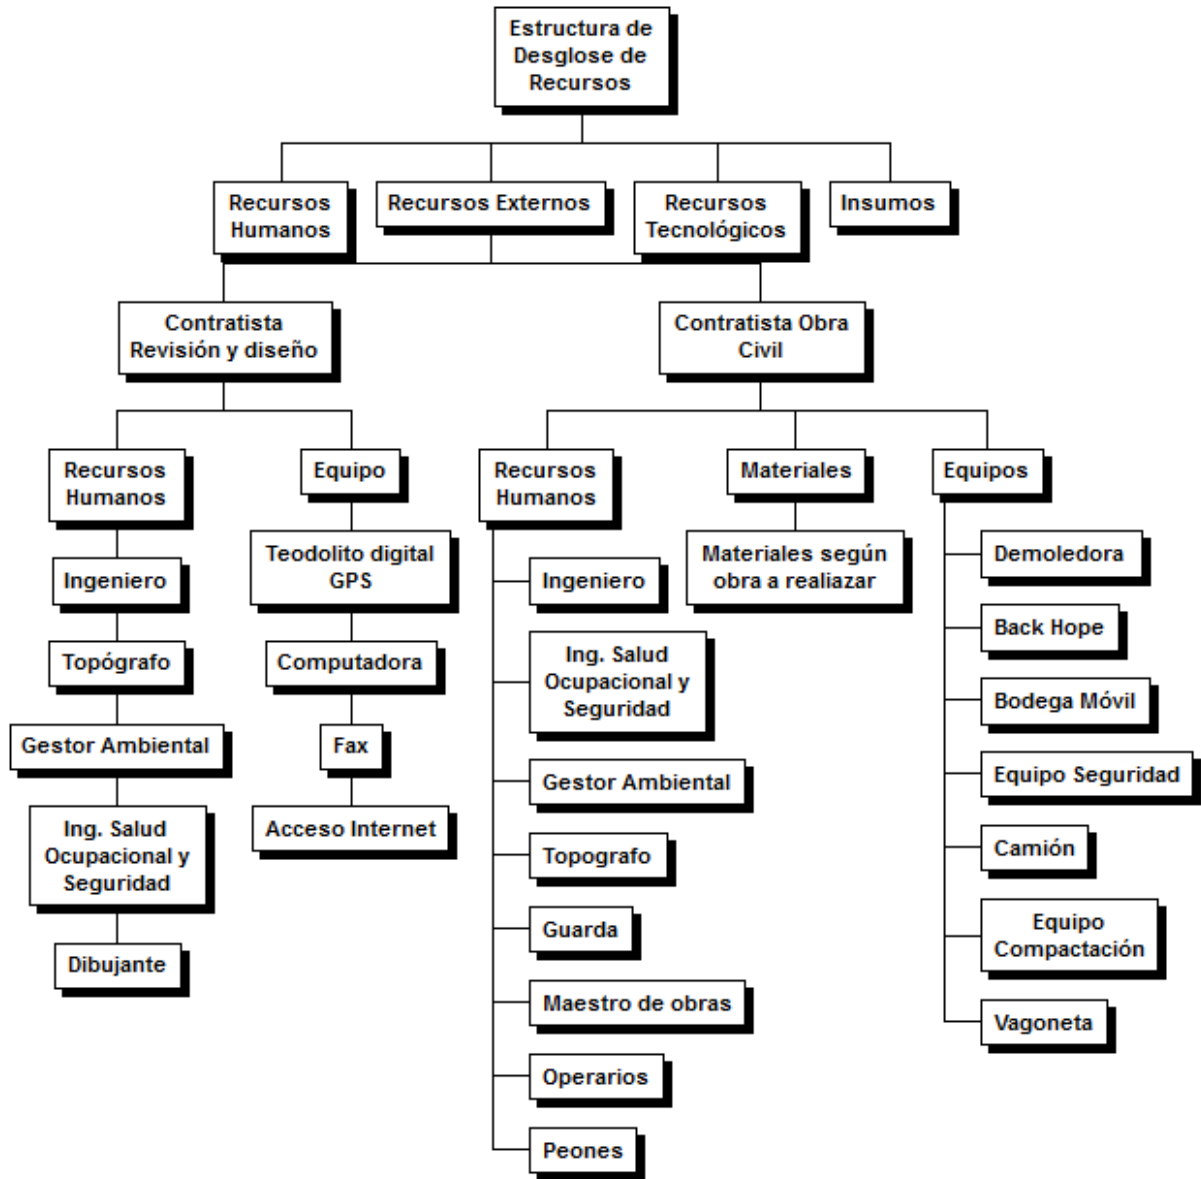 Estructura de
Desglose de
Recursos
Recursos
Humanos
Recursos Externos
Recursos
Tecnológicos
Insumos
Contratista
Revisión y diseño
Contratista Obra
Civil
Recursos
Humanos
Ingeniero
Topógrafo
Gestor Ambiental
Ing. Salud
Ocupacional y
Seguridad
Dibujante
Equipo
Teodolito digital
GPS
Computadora
Fax
Acceso Internet
Recursos
Humanos
Ingeniero
Ing. Salud
Ocupacional y
Seguridad
Gestor Ambiental
Topografo
Guarda
Maestro de obras
Operarios
Peones
Materiales
Materiales según
obra a realiazar
Equipos
Demoledora
Back Hope
Bodega Móvil
Equipo Seguridad
Camión
Equipo
Compactación
Vagoneta